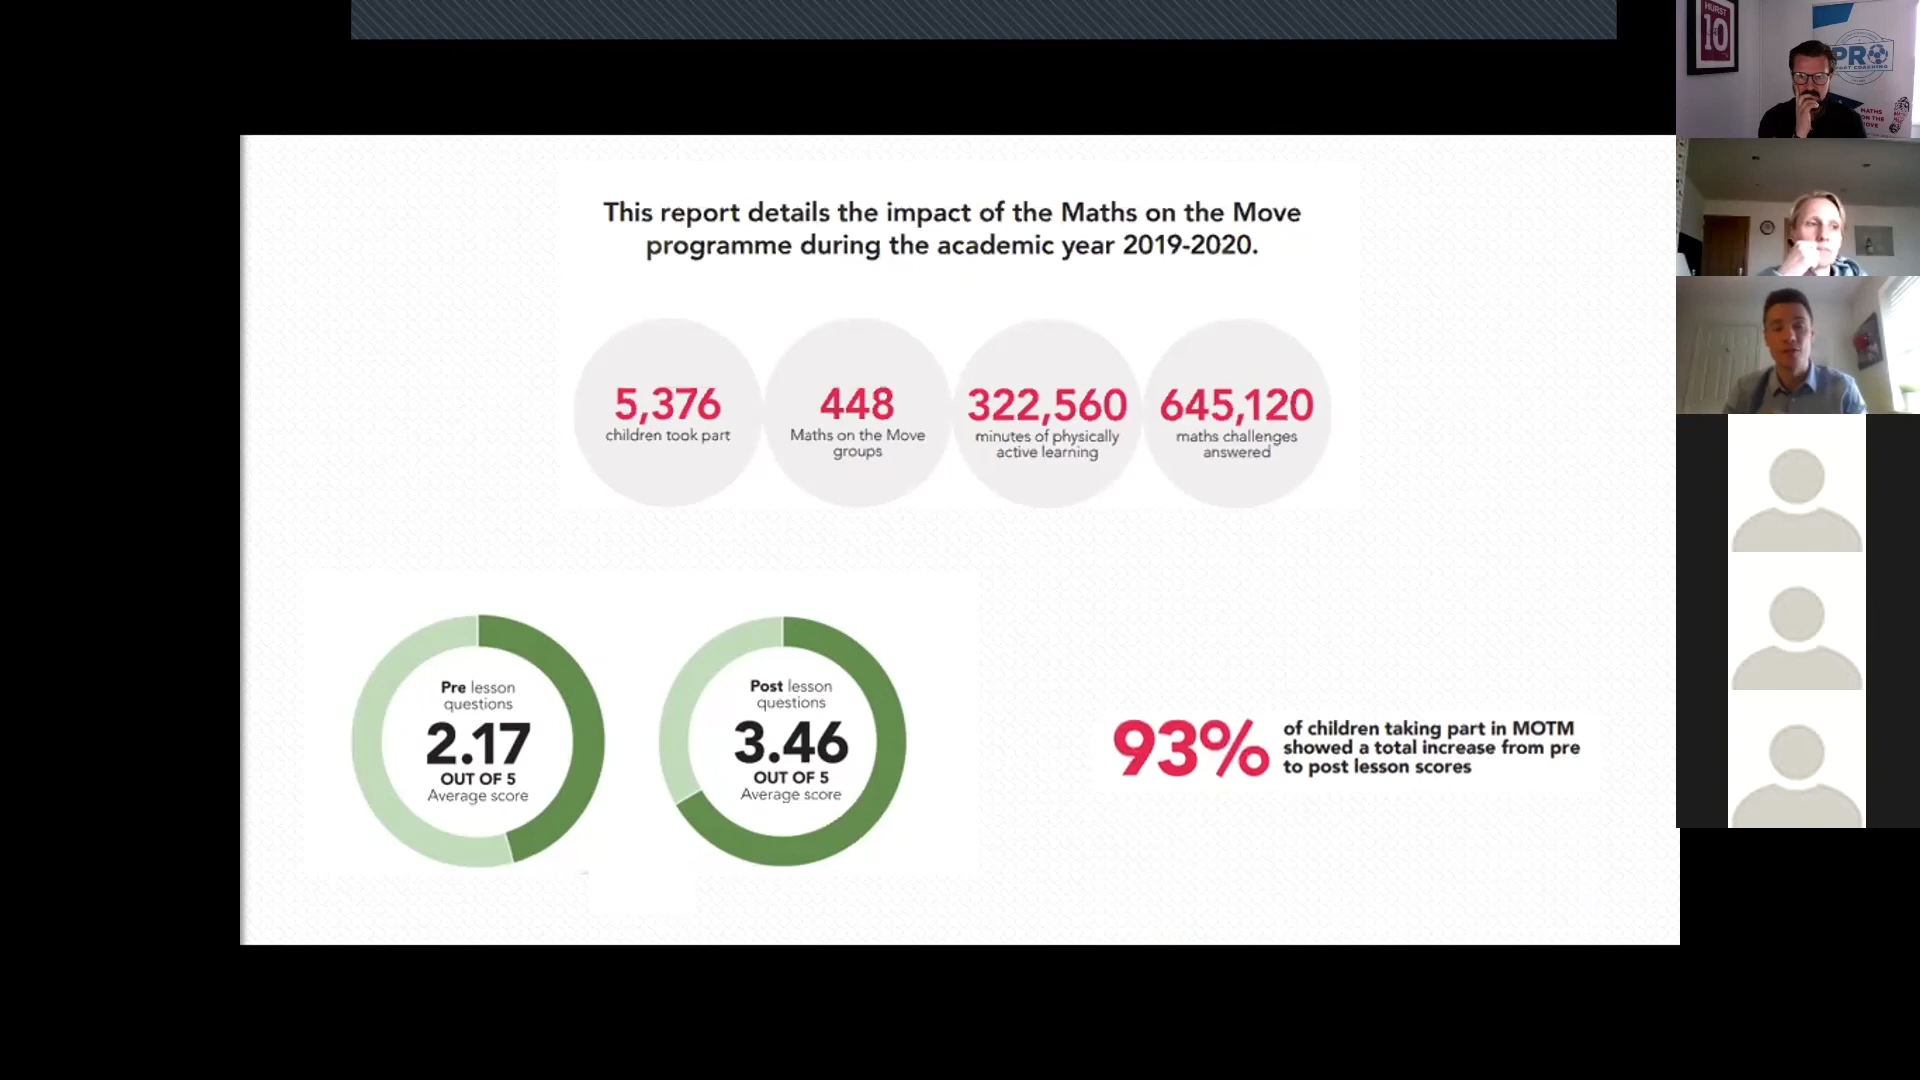 This report details the impact of the Maths on the Move
programme during the academic year 2019-2020.
5,376
children took part
448
Maths on the Move
groups
322,560
minutes of physically
active learning
645,120
maths challenges
answered
Pre lesson
questions
2.17
OUT OF 5
Average score
Post lesson
questions
3.46
OUT OF 5
Average score
93%
of children taking part in MOTM
showed a total increase from pre
to post lesson scores
HURST
10
PRO
MATHS
ON THE